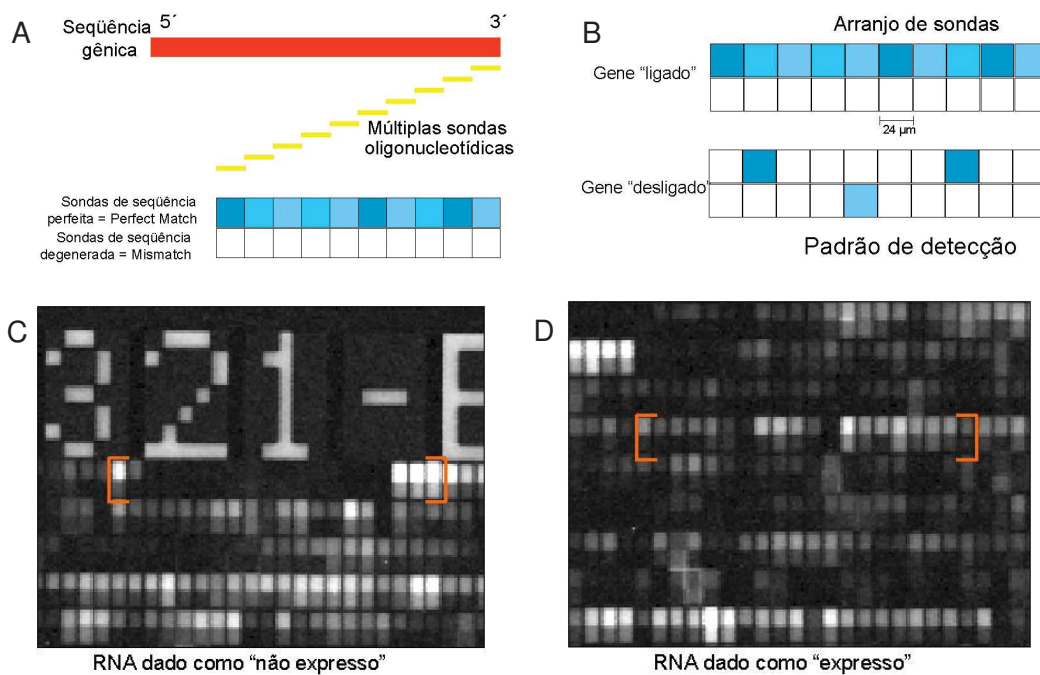 A
5´
3´
Seqüência
gênica
Múltiplas sondas
oligonucleotídicas
Sondas de seqüência
perfeita = Perfect Match
Sondas de seqüência
degenerada = Mismatch
B
Arranjo de sondas
Gene “ligado”
24 µm
Gene “desligado”
Padrão de detecção
C
321-E
RNA dado como “não expresso”
D
RNA dado como “expresso”